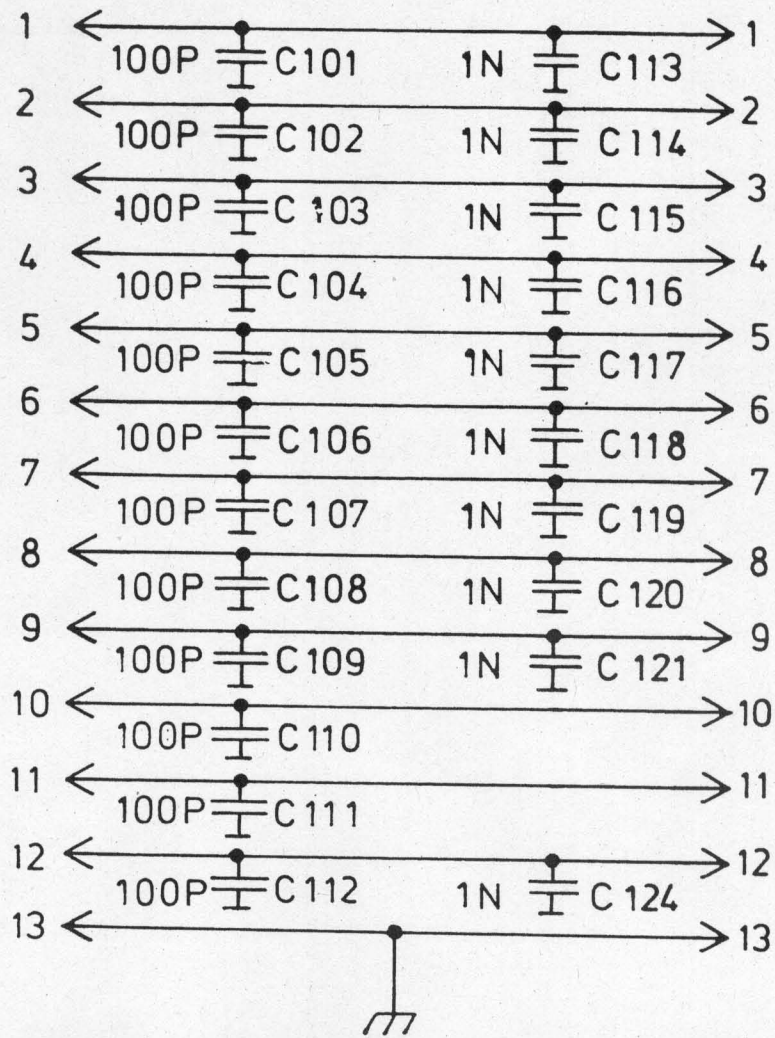 1 1
100P C101 1N C113
2 2
100P C102 1N C114
3 3
100P C103 1N C115
4 4
100P C104 1N C116
5 5
100P C105 1N C117
6 6
100P C106 1N C118
7 7
100P C107 1N C119
8 8
100P C108 1N C120
9 9
100P C109 1N C121
10 10
100P C110
11 11
100P C111
12 12
100P C112 1N C124
13 13